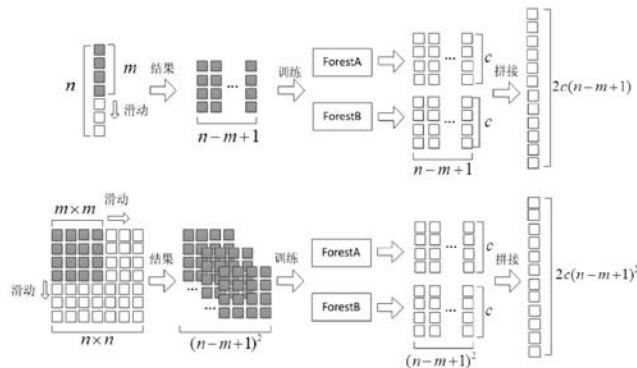 n
m
滑动
结果
...
n-m+1
训练
ForestA
ForestB
...
c
...
c
n-m+1
拼接
2c(n-m+1)
m×m
滑动
滑动
n×n
结果
...
...
(n-m+1)²
训练
ForestA
ForestB
...
c
...
c
(n-m+1)²
拼接
2c(n-m+1)²